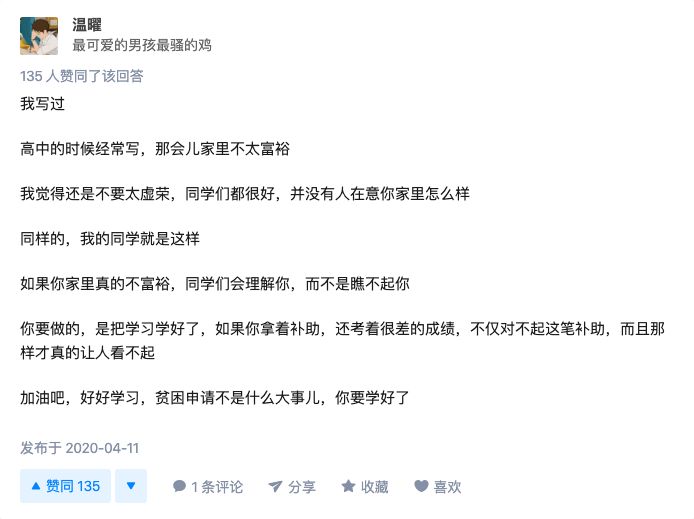 温曜
最可爱的男孩最骚的鸡
135 人赞同了该回答
我写过
高中的时候经常写，那会儿家里不太富裕
我觉得还是不要太虚荣，同学们都很好，并没有人在意你家里怎么样
同样的，我的同学就是这样
如果你家里真的不富裕，同学们会理解你，而不是瞧不起你
你要做的，是把学习学好了，如果你拿着补助，还考着很差的成绩，不仅对不起这笔补助，而且那
样才真的让人看不起
加油吧，好好学习，贫困申请不是什么大事儿，你要学好了
发布于 2020-04-11
赞同 135 1 条评论 分享 收藏 喜欢